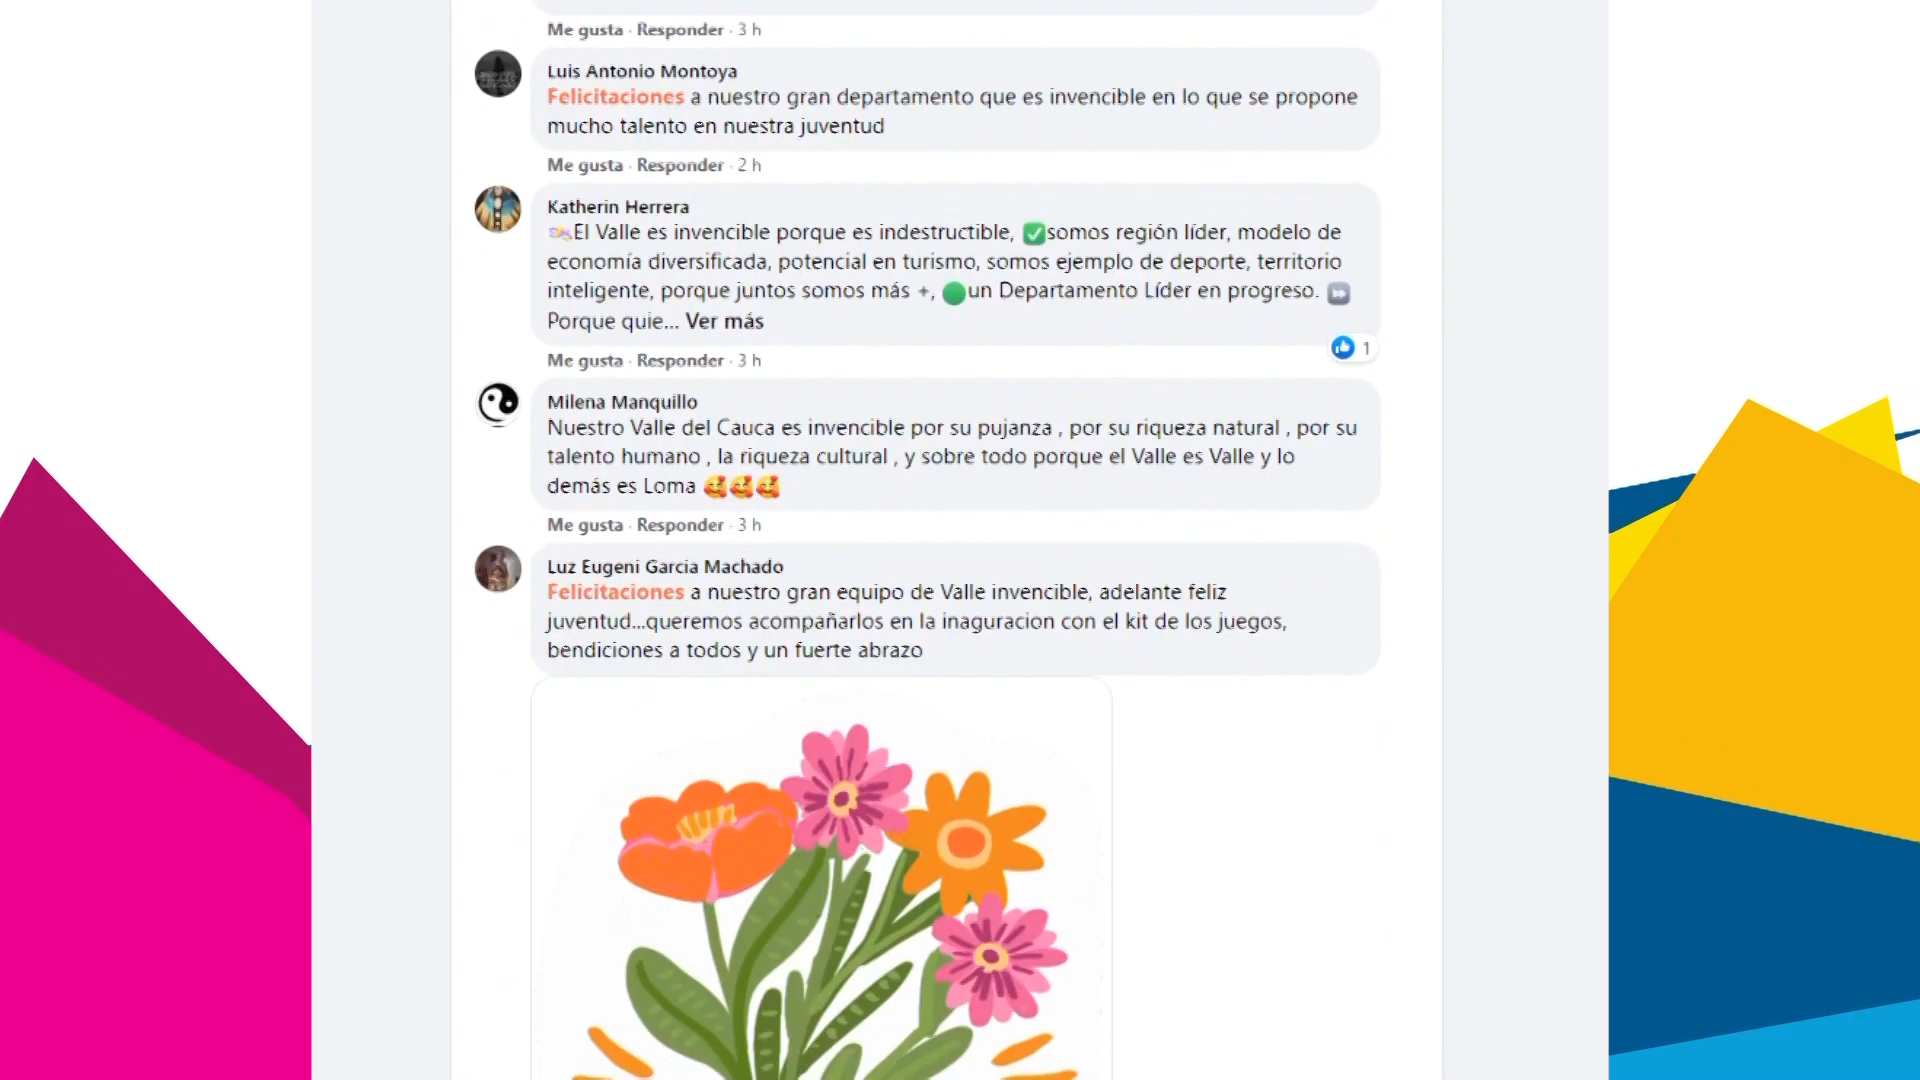 Me gusta · Responder · 3 h
Luis Antonio Montoya
Felicitaciones a nuestro gran departamento que es invencible en lo que se propone
mucho talento en nuestra juventud
Me gusta · Responder · 2 h
Katherin Herrera
El Valle es invencible porque es indestructible, ✅somos región líder, modelo de
economía diversificada, potencial en turismo, somos ejemplo de deporte, territorio
inteligente, porque juntos somos más +, 🟢un Departamento Líder en progreso. ⏩
Porque quie... Ver más
1
Me gusta · Responder · 3 h
Milena Manquillo
Nuestro Valle del Cauca es invencible por su pujanza , por su riqueza natural , por su
talento humano , la riqueza cultural , y sobre todo porque el Valle es Valle y lo
demás es Loma 🥰🥰🥰
Me gusta · Responder · 3 h
Luz Eugeni Garcia Machado
Felicitaciones a nuestro gran equipo de Valle invencible, adelante feliz
juventud...queremos acompañarlos en la inaguracion con el kit de los juegos,
bendiciones a todos y un fuerte abrazo